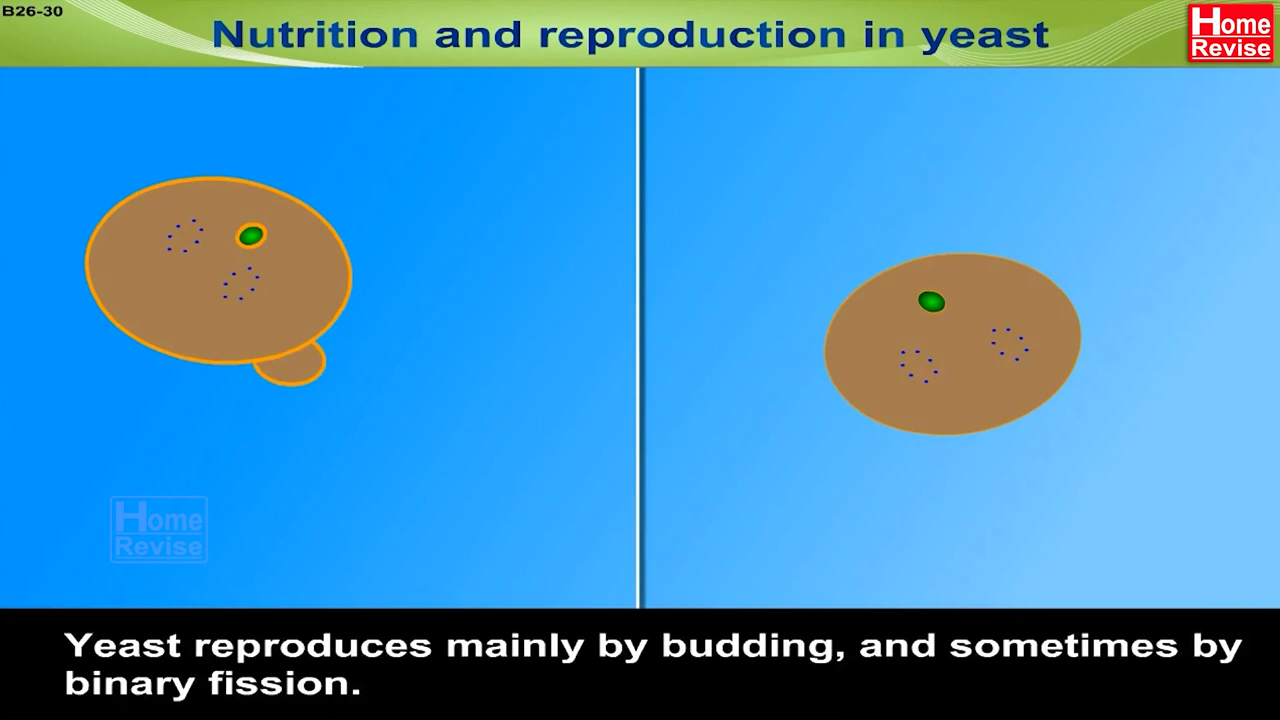 B26-30
Nutrition and reproduction in yeast
Home
Revise
Home
Revise
Yeast reproduces mainly by budding, and sometimes by
binary fission.